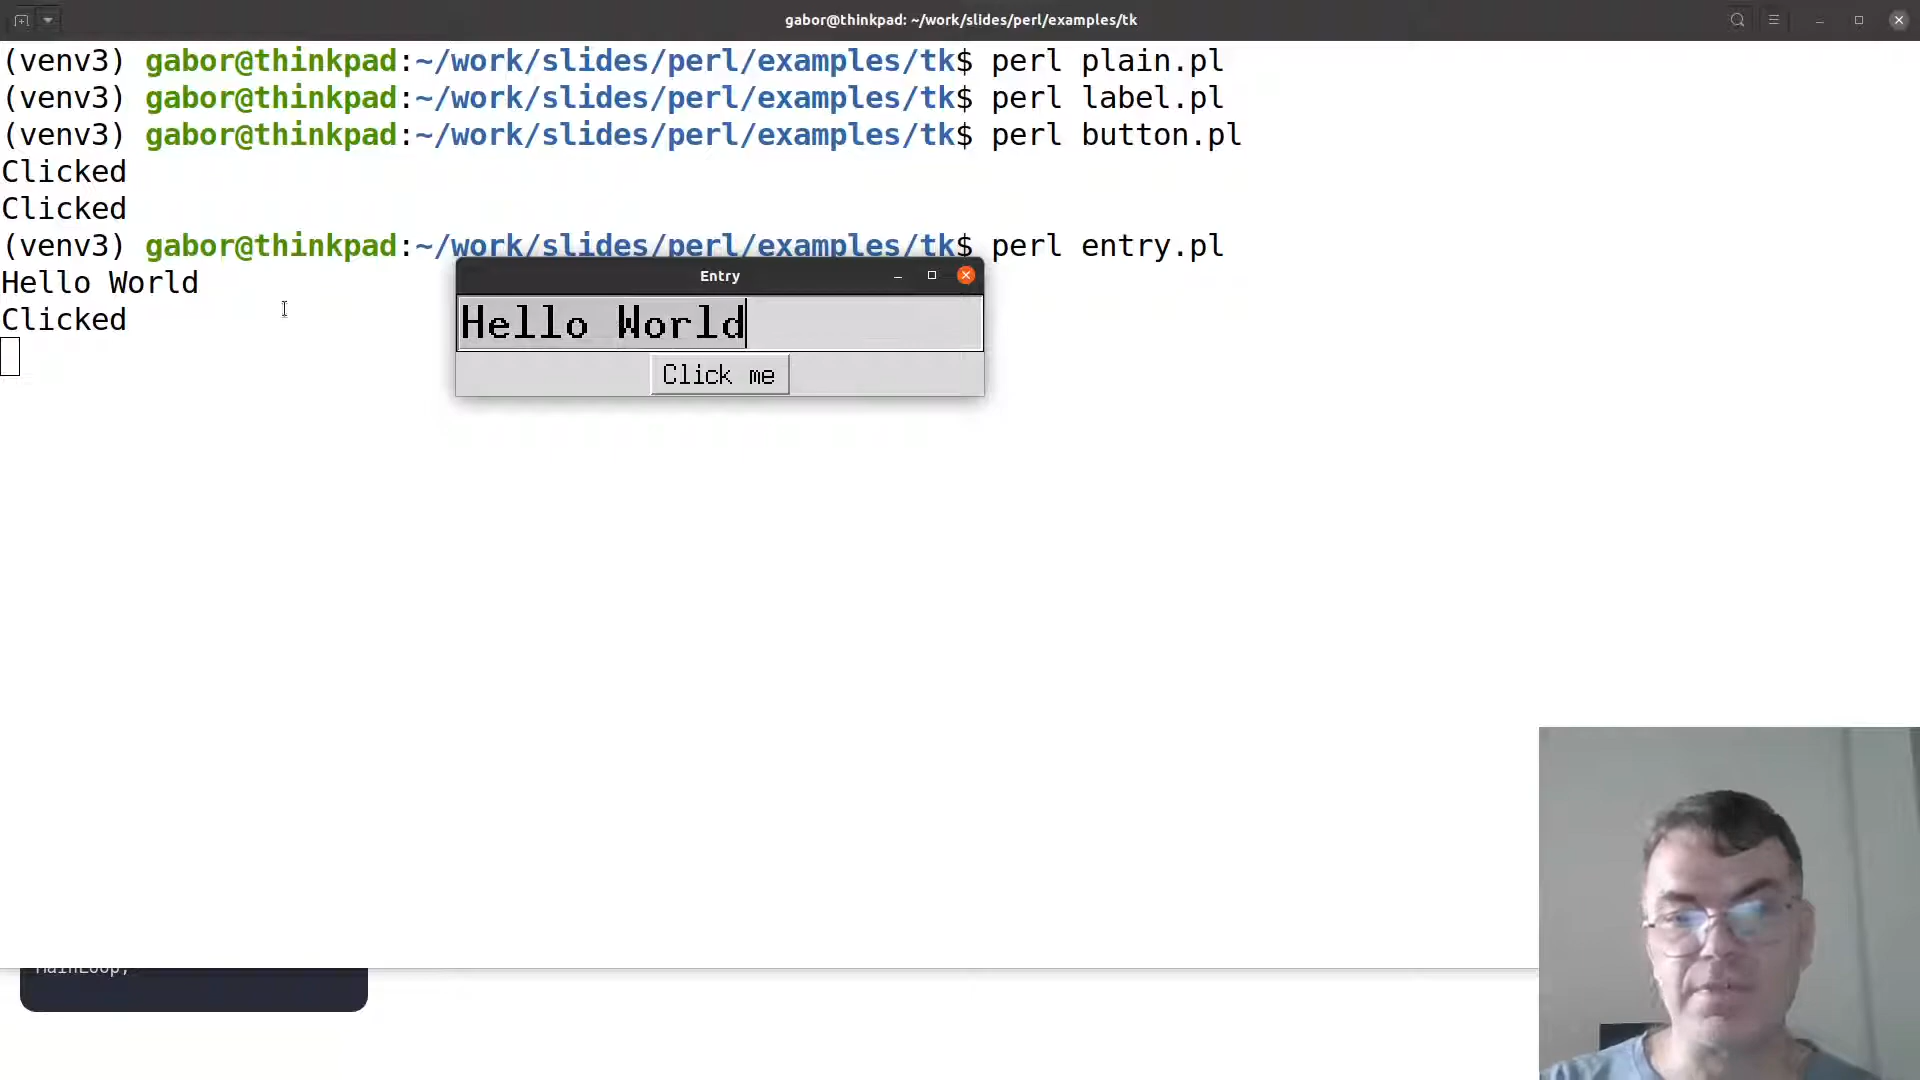 gabor@thinkpad: ~/work/slides/perl/examples/tk
(venv3) gabor@thinkpad:~/work/slides/perl/examples/tk$ perl plain.pl
(venv3) gabor@thinkpad:~/work/slides/perl/examples/tk$ perl label.pl
(venv3) gabor@thinkpad:~/work/slides/perl/examples/tk$ perl button.pl
Clicked
Clicked
(venv3) gabor@thinkpad:~/work/slides/perl/examples/tk$ perl entry.pl
Hello World
Clicked
Entry
Hello World
Click me
MainLoop;